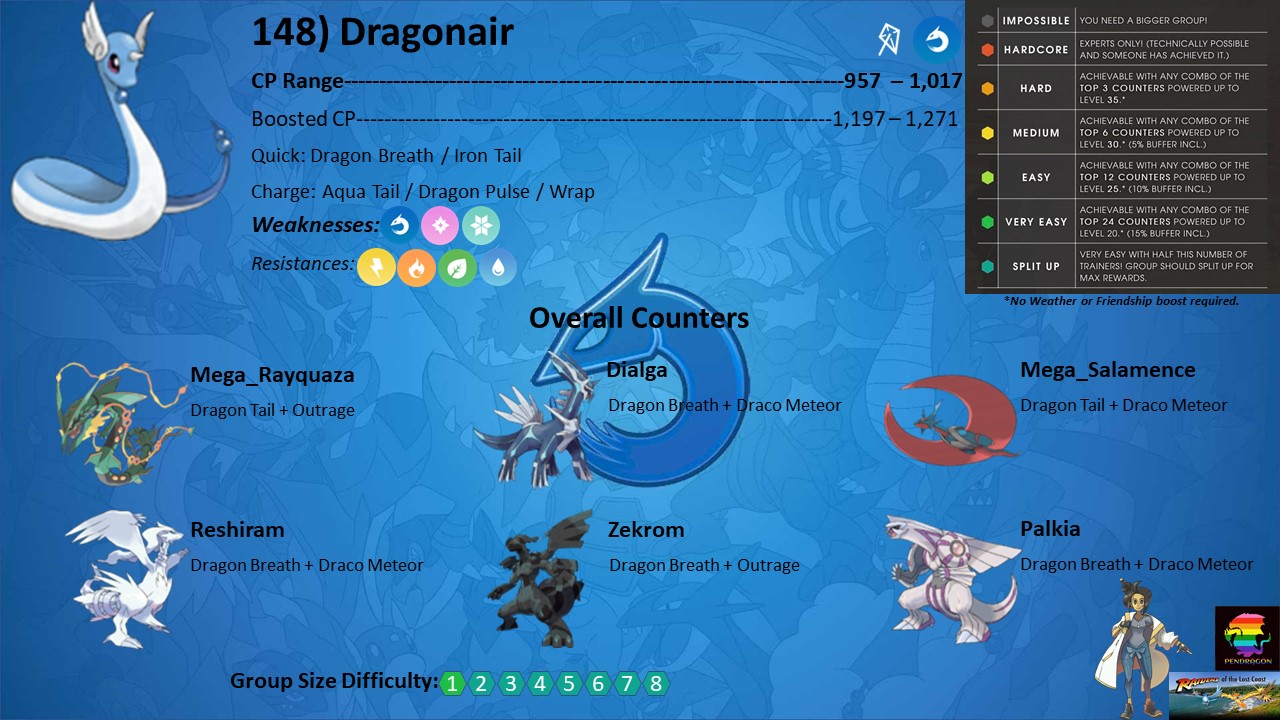 148) Dragonair
CP Range------------------------------------------------------------------------957 – 1,017
Boosted CP--------------------------------------------------------------------1,197 – 1,271
Quick: Dragon Breath / Iron Tail
Charge: Aqua Tail / Dragon Pulse / Wrap
Weaknesses:
Resistances:
IMPOSSIBLE YOU NEED A BIGGER GROUP!
HARDCORE EXPERTS ONLY! (TECHNICALLY POSSIBLE
AND SOMEONE HAS ACHIEVED IT.)
HARD ACHIEVABLE WITH ANY COMBO OF THE
TOP 3 COUNTERS POWERED UP TO
LEVEL 35.*
MEDIUM ACHIEVABLE WITH ANY COMBO OF THE
TOP 6 COUNTERS POWERED UP TO
LEVEL 30.* (5% BUFFER INCL.)
EASY ACHIEVABLE WITH ANY COMBO OF THE
TOP 12 COUNTERS POWERED UP TO
LEVEL 25.* (10% BUFFER INCL.)
VERY EASY ACHIEVABLE WITH ANY COMBO OF THE
TOP 24 COUNTERS POWERED UP TO
LEVEL 20.* (15% BUFFER INCL.)
SPLIT UP VERY EASY WITH HALF THIS NUMBER OF
TRAINERS! GROUP SHOULD SPLIT UP FOR
MAX REWARDS.
*No Weather or Friendship boost required.
Overall Counters
Mega_Rayquaza
Dragon Tail + Outrage
Dialga
Dragon Breath + Draco Meteor
Mega_Salamence
Dragon Tail + Draco Meteor
Reshiram
Dragon Breath + Draco Meteor
Zekrom
Dragon Breath + Outrage
Palkia
Dragon Breath + Draco Meteor
Group Size Difficulty: 1 2 3 4 5 6 7 8
PENDRAGON
RAIDERS of the Lost Coast